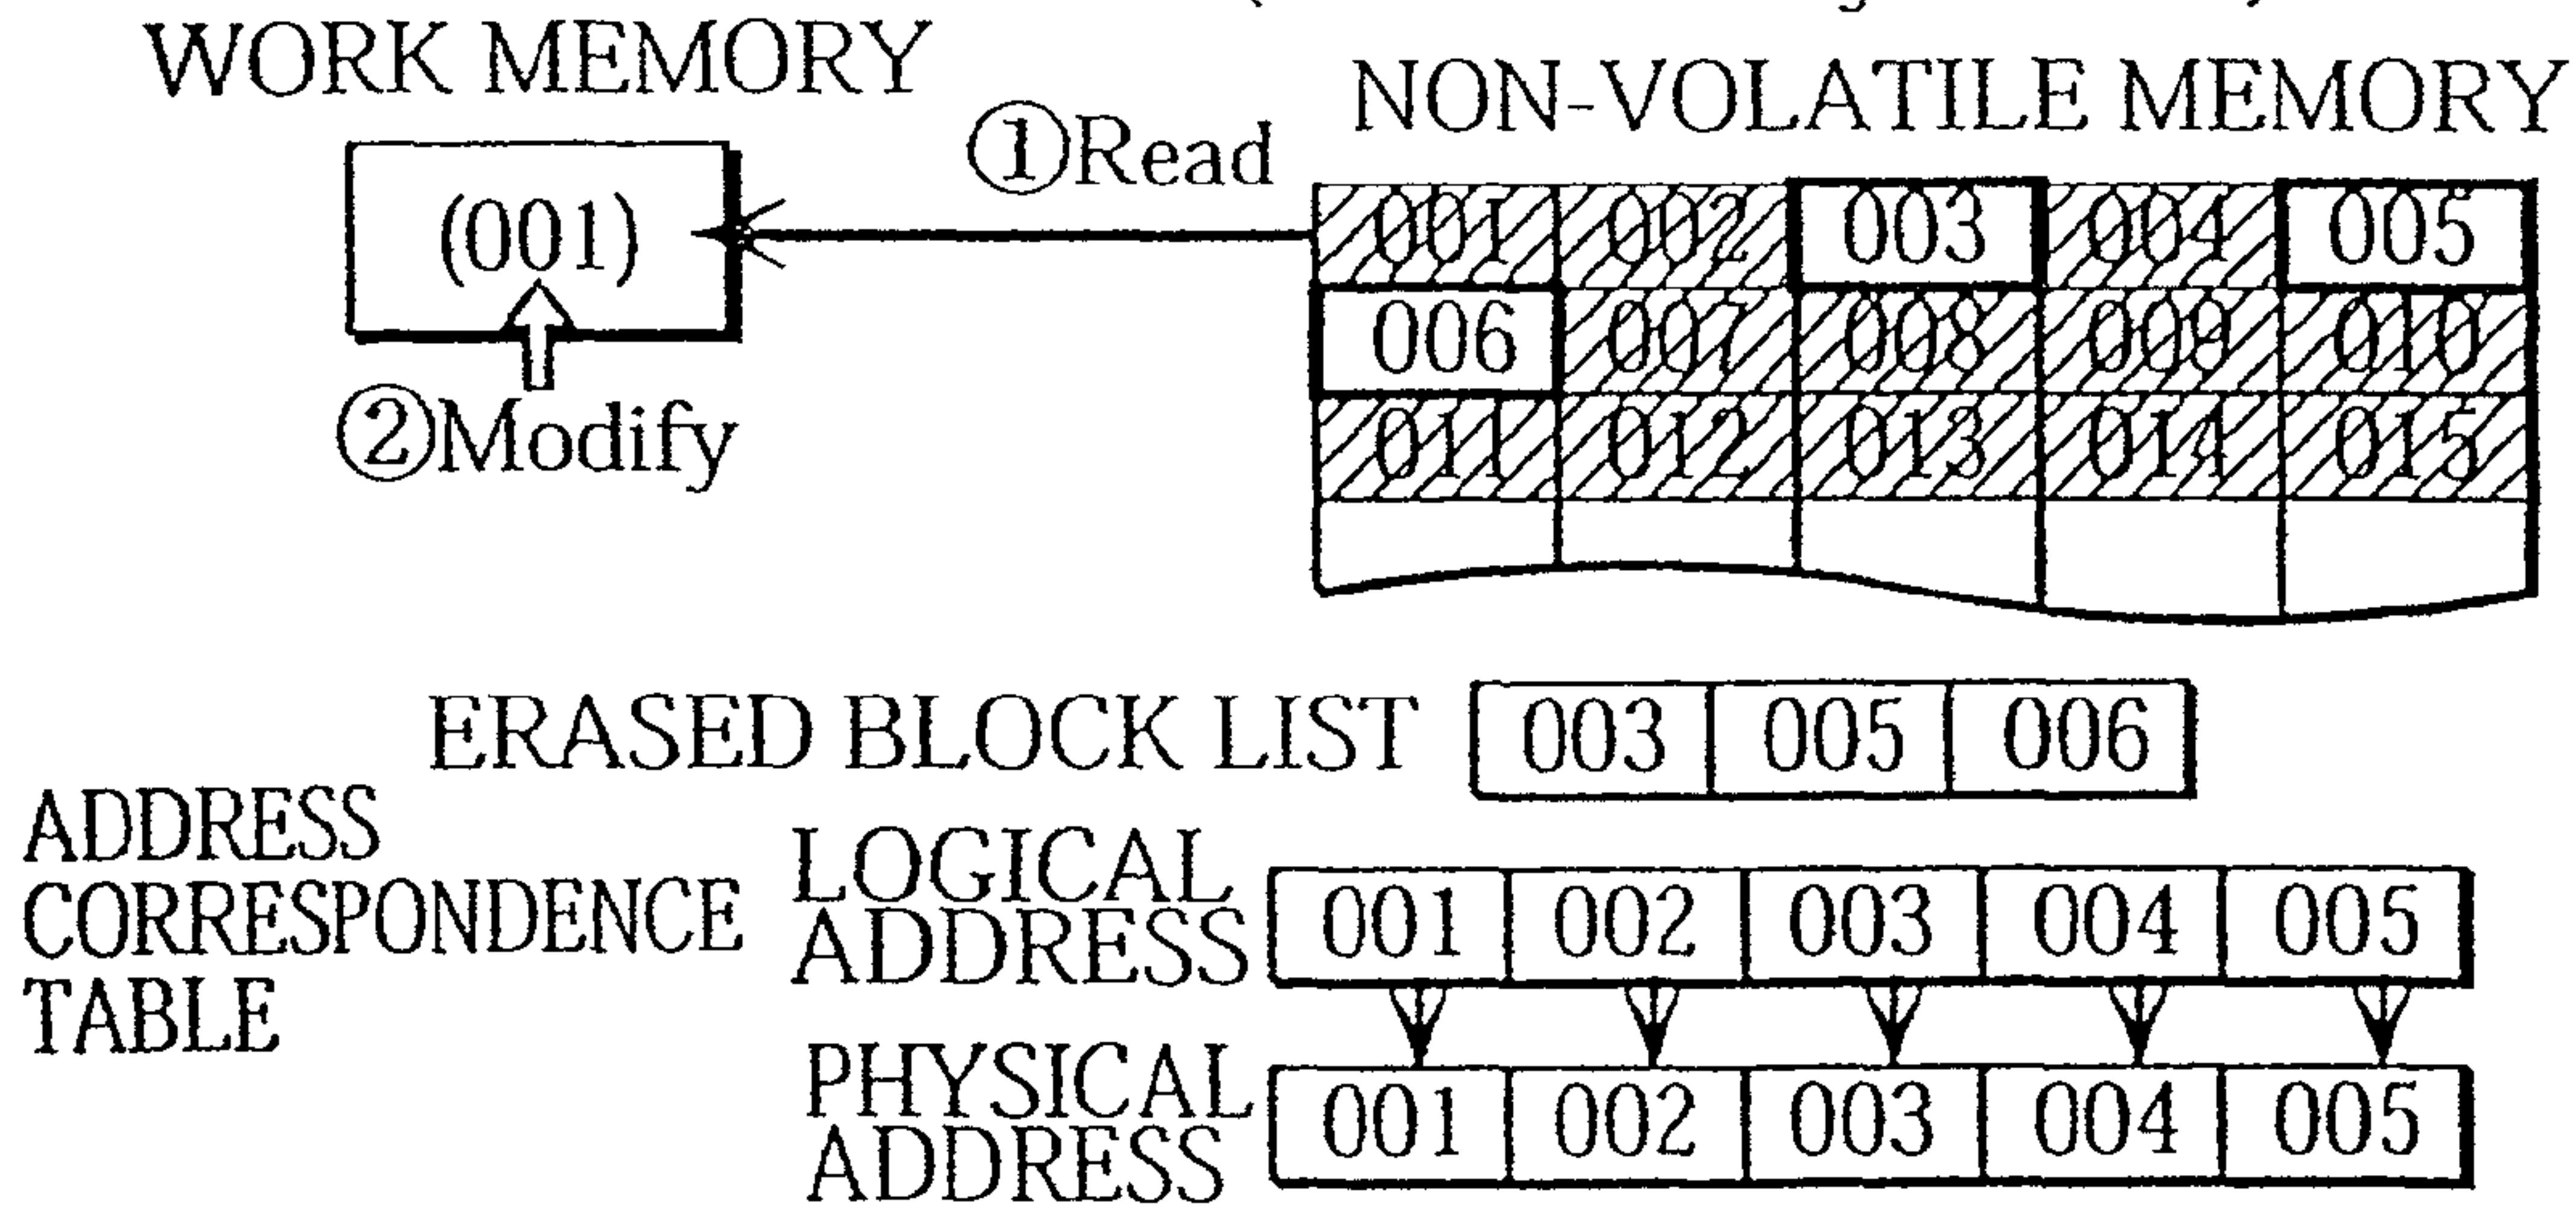 WORK MEMORY
NON-VOLATILE MEMORY
①Read
(001)
②Modify
001 002 003 004 005
006 007 008 009 010
011 012 013 014 015
ERASED BLOCK LIST 003 005 006
ADDRESS
CORRESPONDENCE
TABLE
LOGICAL
ADDRESS
001 002 003 004 005
PHYSICAL
ADDRESS
001 002 003 004 005